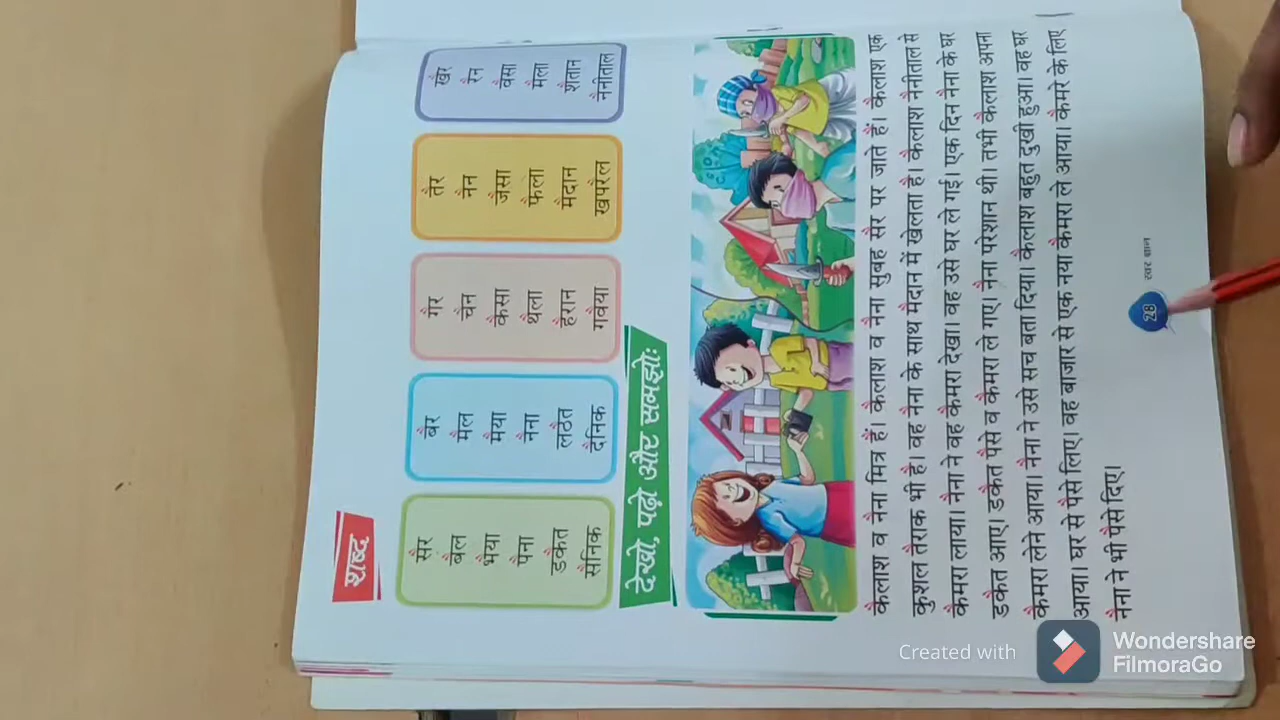 शब्द
सैर
बैल
भैया
पैना
डकैत
सैनिक
बैर
मैल
मैया
नैना
लठैत
दैनिक
गैर
चैन
कैसा
थैला
हैरान
गवैया
तैर
नैन
जैसा
फैला
मैदान
खपरैल
खैर
रैन
वैसा
मैला
शैतान
नैनीताल
देखो, पढ़ो और समझो:
कैलाश व नैना मित्र हैं। कैलाश व नैना सुबह सैर पर जाते हैं। कैलाश एक
कुशल तैराक भी है। वह नैना के साथ मैदान में खेलता है। कैलाश नैनीताल से
कैमरा लाया। नैना ने वह कैमरा देखा। वह उसे घर ले गई। एक दिन नैना के घर
डकैत आए। डकैत पैसे व कैमरा ले गए। नैना परेशान थी। तभी कैलाश अपना
कैमरा लेने आया। नैना ने उसे सच बता दिया। कैलाश बहुत दुखी हुआ। वह घर
आया। घर से पैसे लिए। वह बाजार से एक नया कैमरा ले आया। कैमरे के लिए
नैना ने भी पैसे दिए।
28 स्वर ज्ञान
Created with
Wondershare
FilmoraGo